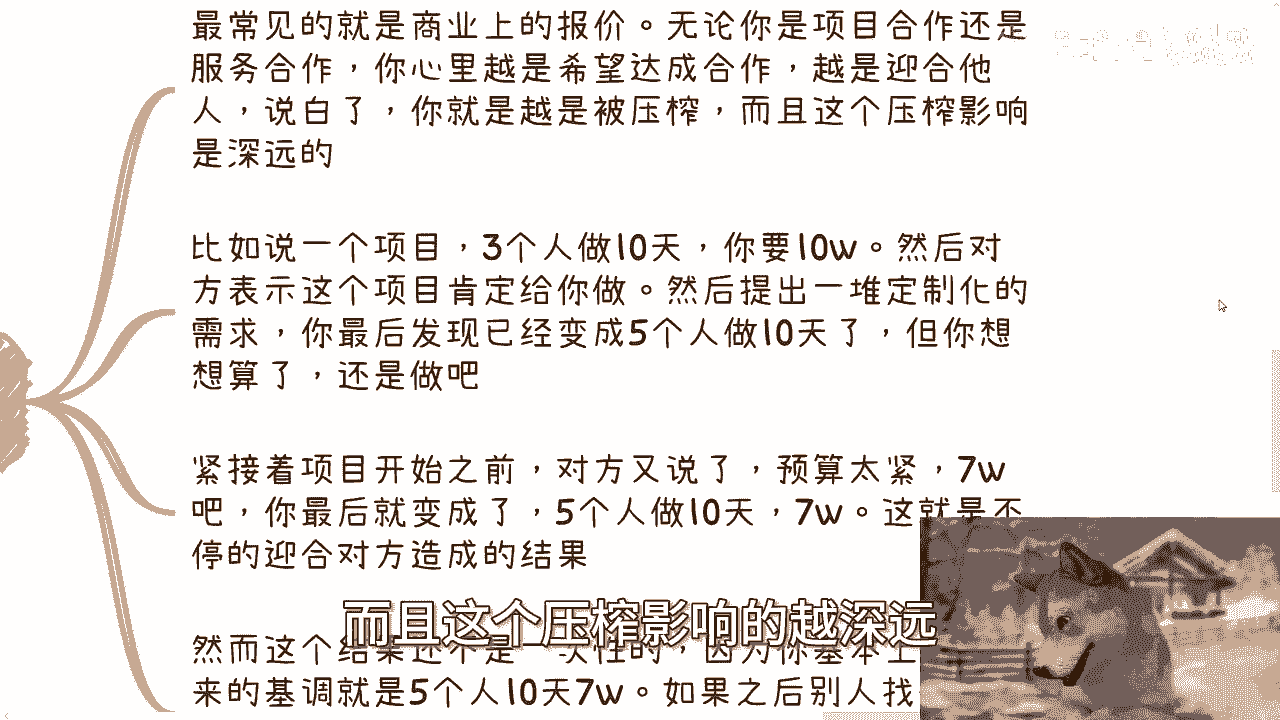 最常见的就是商业上的报价。无论你是项目合作还是
服务合作，你心里越是希望达成合作，越是迎合他
人，说白了，你就是越是被压榨，而且这个压榨影响
是深远的
比如说一个项目，3个人做10天，你要10w。然后对
方表示这个项目肯定给你做。然后提出一堆定制化的
需求，你最后发现已经变成5个人做10天了，但你想
想算了，还是做吧
紧接着项目开始之前，对方又说了，预算太紧，7w
吧，你最后就变成了，5个人做10天，7w。这就是不
停的迎合对方造成的结果
而且这个压榨影响的越深远
然而这个结果还不是一次性的，因为你基本上
来的基调就是5个人10天7w。如果之后别人找